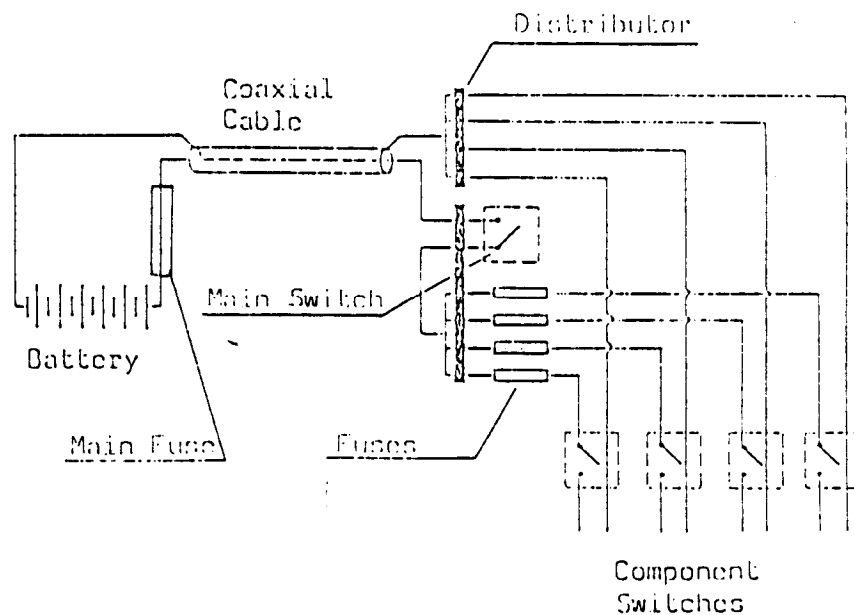 Distributor
Coaxial
Cable
Main Switch
Battery
Main Fuse
Fuses
Component
Switches